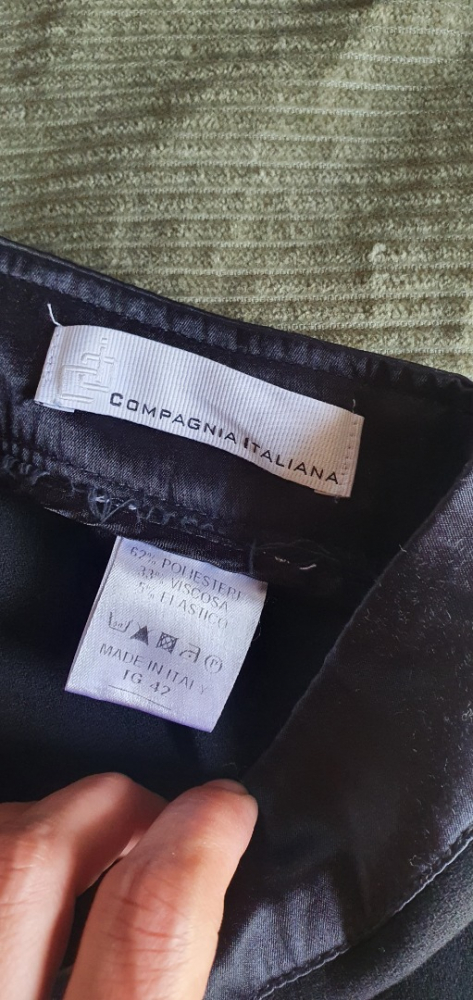 COMPAGNIA ITALIANA
62% POLIESTERE
33% VISCOSA
5% ELASTICO
MADE IN ITALY
TG 42